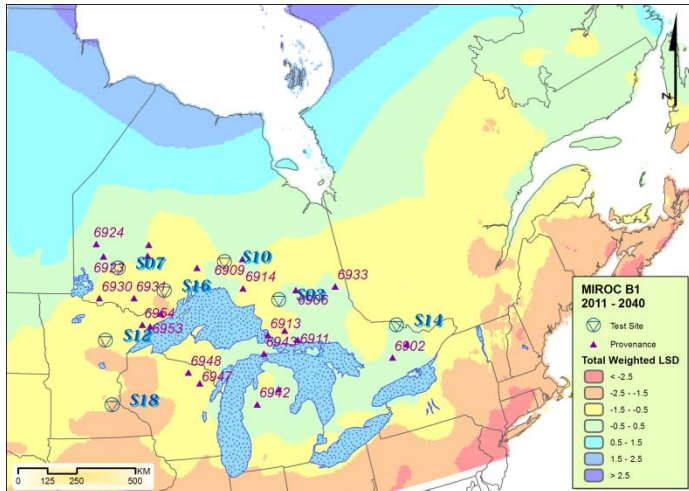 N
6924
S07
6923
S10
6909
6914
6933
6930
6931
S16
S03
6906
6954
6953
S12
6913
6911
6943
S14
6902
6948
6947
6942
S18
MIROC B1
2011 - 2040
Test Site
Provenance
Total Weighted LSD
< -2.5
-2.5 - -1.5
-1.5 - -0.5
-0.5 - 0.5
0.5 - 1.5
1.5 - 2.5
> 2.5
KM
0 125 250 500